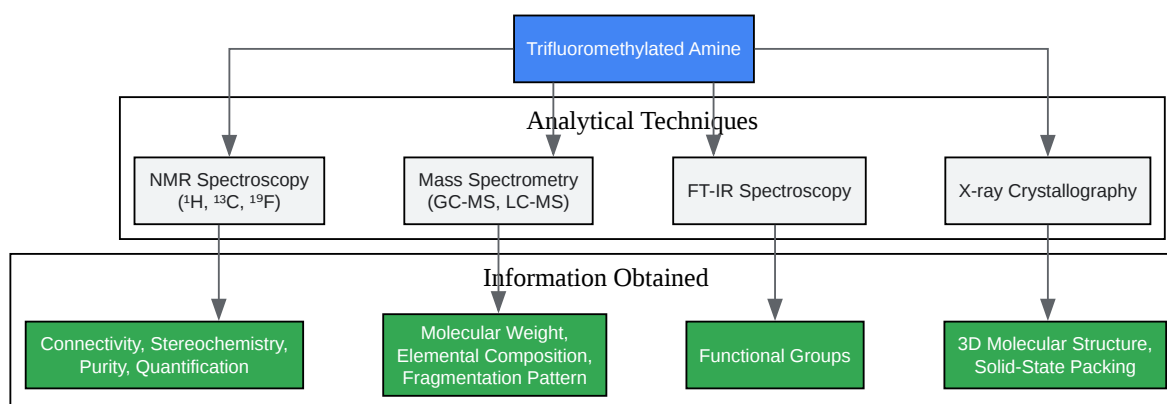 Trifluoromethylated Amine
Analytical Techniques
NMR Spectroscopy
(¹H, ¹³C, ¹⁹F)
Mass Spectrometry
(GC-MS, LC-MS)
FT-IR Spectroscopy
X-ray Crystallography
Information Obtained
Connectivity, Stereochemistry,
Purity, Quantification
Molecular Weight,
Elemental Composition,
Fragmentation Pattern
Functional Groups
3D Molecular Structure,
Solid-State Packing